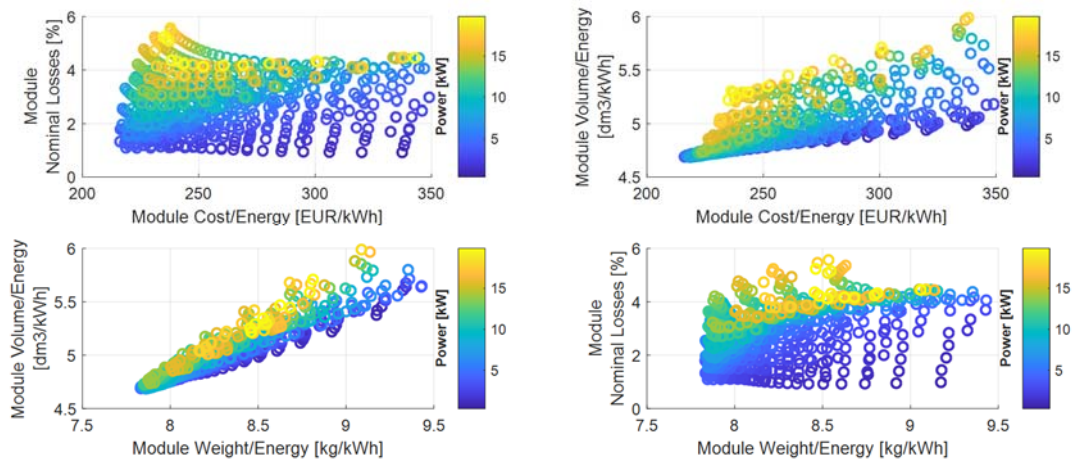 Module
Nominal Losses [%]
6
4
2
0
200
250
300
350
Module Cost/Energy [EUR/kWh]
15
10
5
Power [kW]
Module Volume/Energy
[dm3/kWh]
6
5.5
5
4.5
200
250
300
350
Module Cost/Energy [EUR/kWh]
15
10
5
Power [kW]
Module Volume/Energy
[dm3/kWh]
6
5.5
5
4.5
7.5
8
8.5
9
9.5
Module Weight/Energy [kg/kWh]
15
10
5
Power [kW]
Module
Nominal Losses [%]
6
4
2
0
7.5
8
8.5
9
9.5
Module Weight/Energy [kg/kWh]
15
10
5
Power [kW]